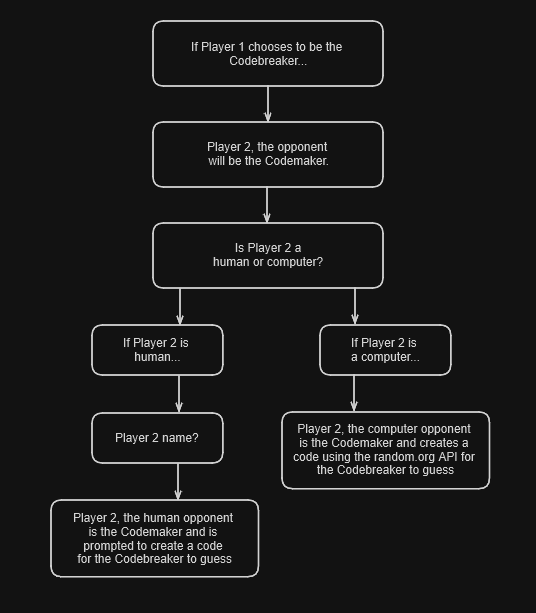 If Player 1 chooses to be the
Codebreaker...
Player 2, the opponent
will be the Codemaker.
Is Player 2 a
human or computer?
If Player 2 is
human...
If Player 2 is
a computer...
Player 2 name?
Player 2, the computer opponent
is the Codemaker and creates a
code using the random.org API for
the Codebreaker to guess
Player 2, the human opponent
is the Codemaker and is
prompted to create a code
for the Codebreaker to guess